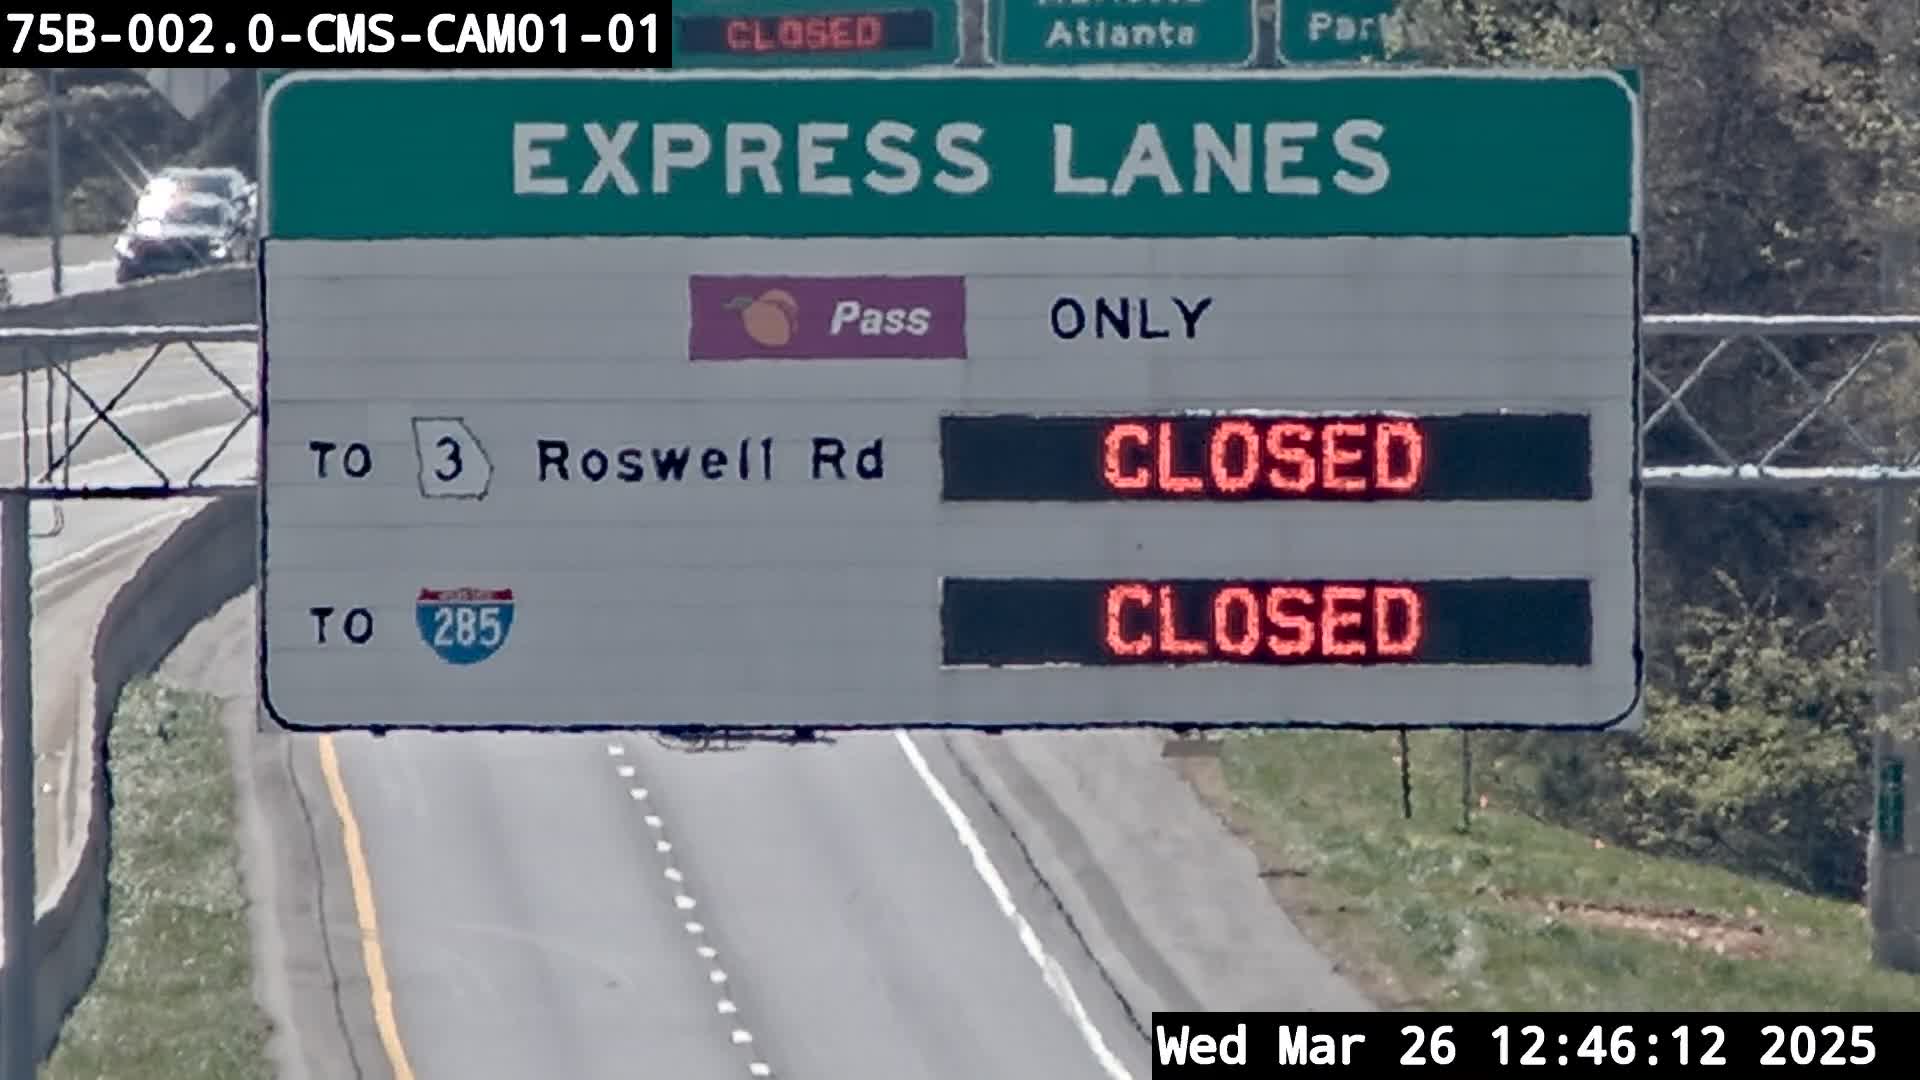 75B-002.0-CMS-CAM01-01
CLOSED
Atlanta
EXPRESS LANES
Pass ONLY
TO 3 Roswell Rd CLOSED
TO 285 CLOSED
Wed Mar 26 12:46:12 2025